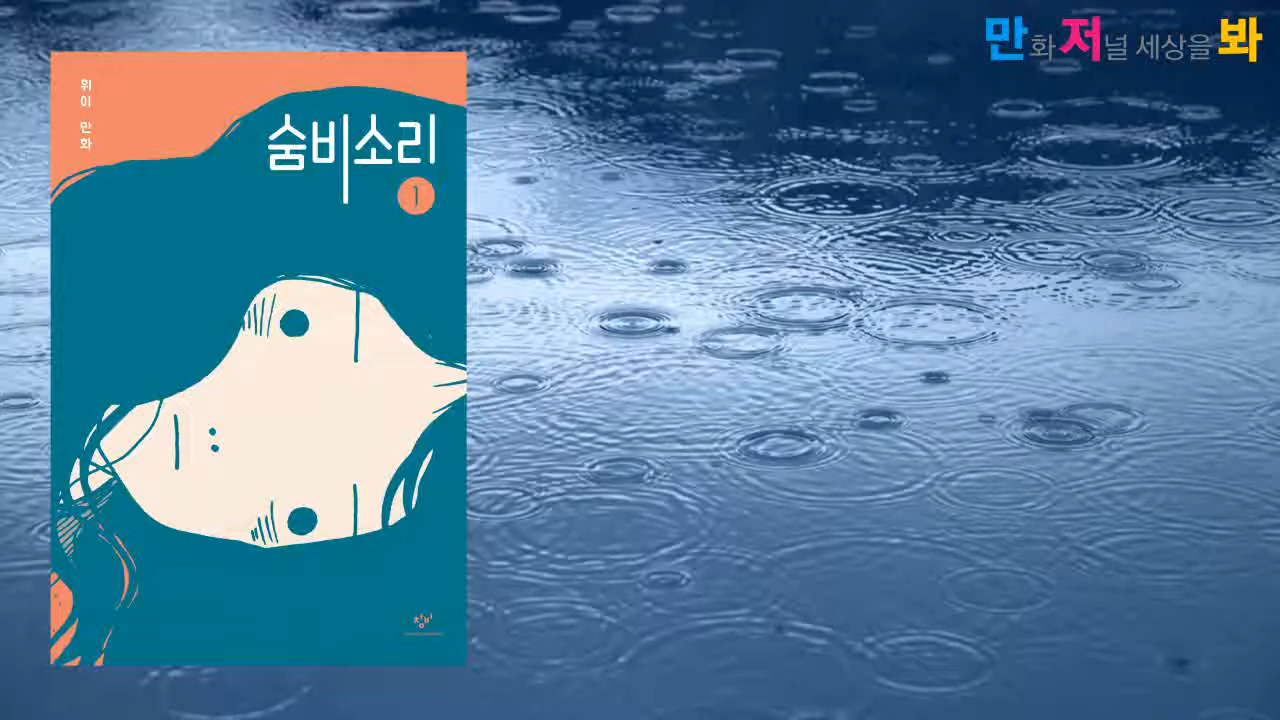 만화 저널 세상을 봐
위이 만화
숨비소리
1
창비